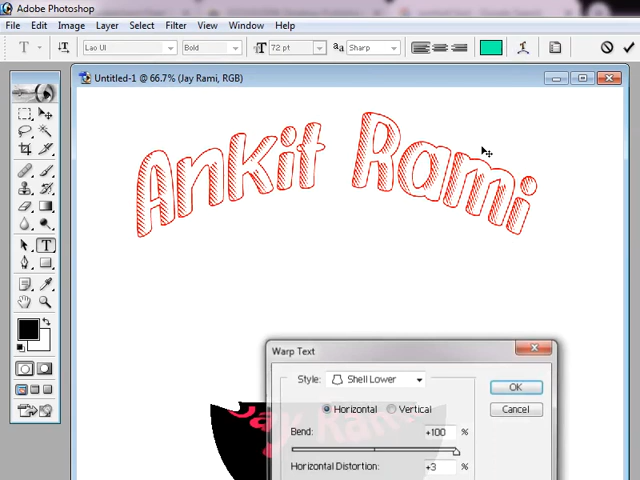 Adobe Photoshop
File Edit Image Layer Select Filter View Window Help
T T Lao UI Bold T 72 pt aa Sharp
Untitled-1 @ 66.7% (Jay Rami, RGB)
Ankit Rami
T
Warp Text
Style: Shell Lower
OK
Horizontal Vertical
Cancel
Jay Rami
Bend: +100 %
Horizontal Distortion: +3 %